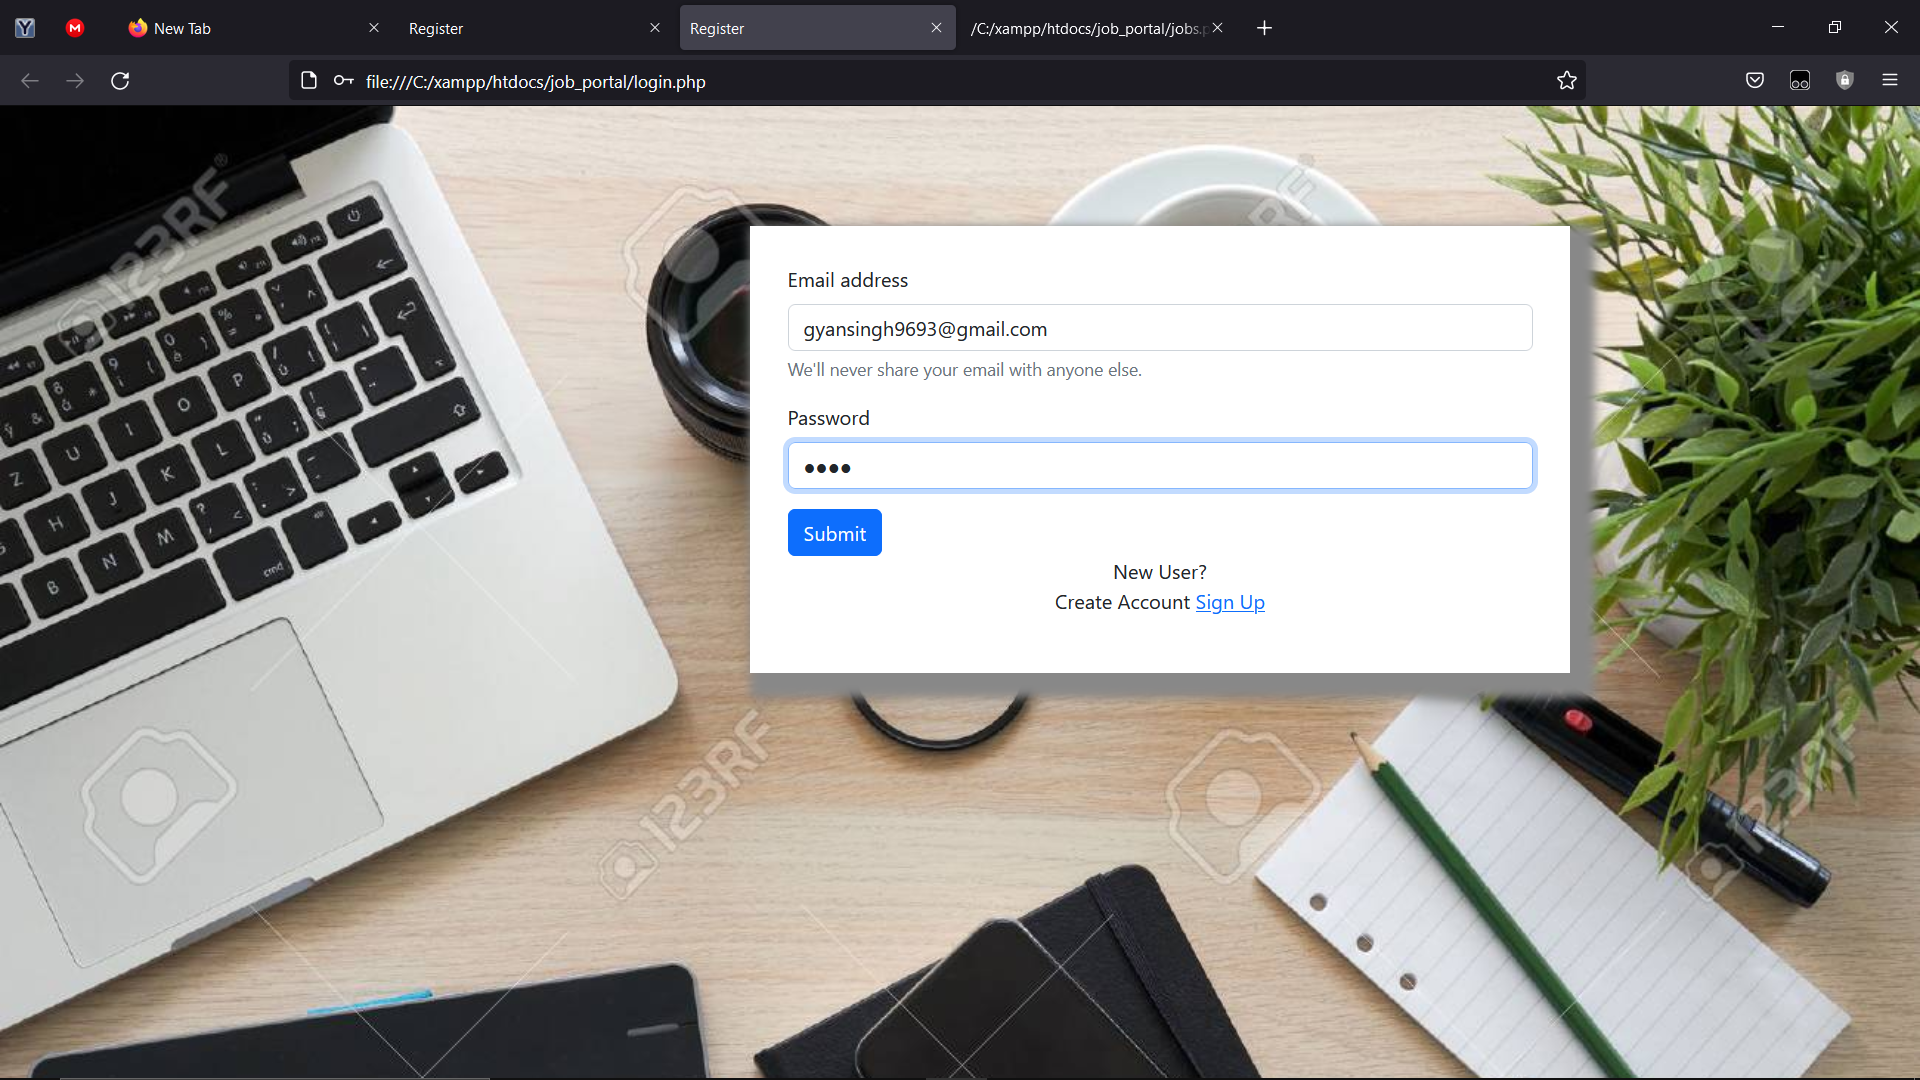 New Tab
Register
Register
/C:/xampp/htdocs/job_portal/jobs.p
file:///C:/xampp/htdocs/job_portal/login.php
Email address
gyansingh9693@gmail.com
We'll never share your email with anyone else.
Password
Submit
New User?
Create Account Sign Up
123RF
123RF
123RF
P
O
I
U
Z
L
K
J
H
M
N
B
cmd